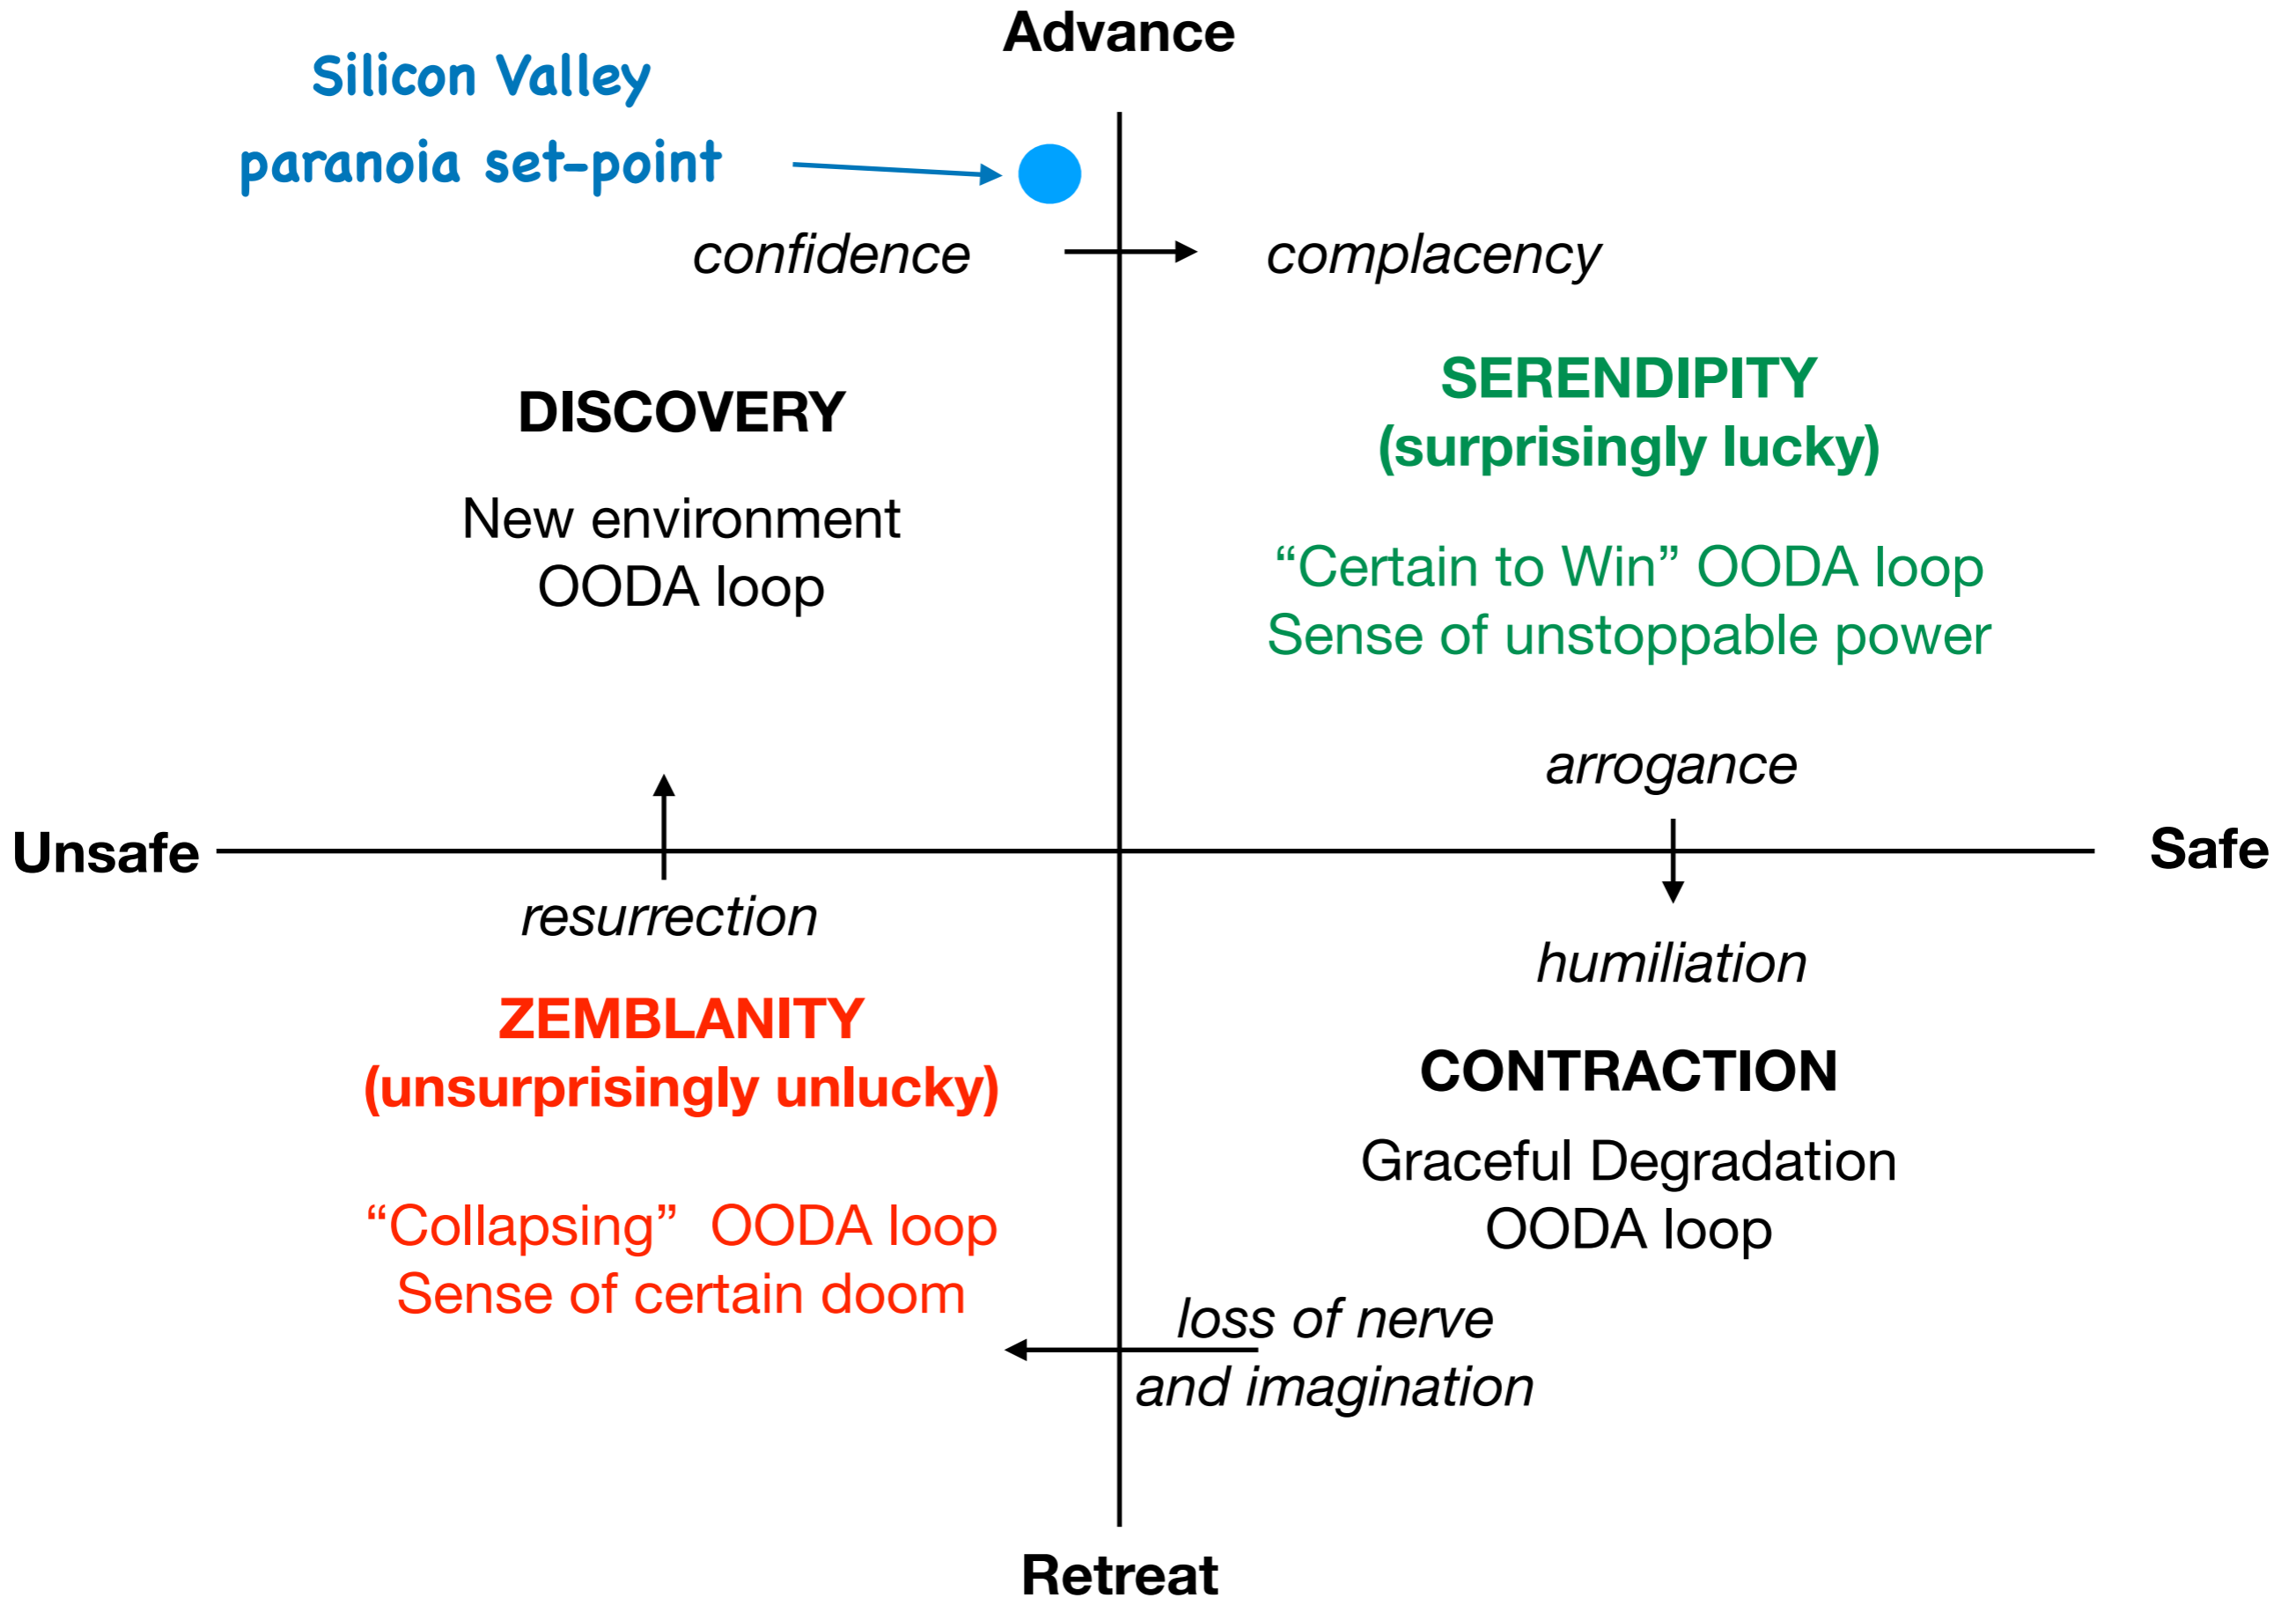 Advance
Silicon Valley
paranoia set-point
confidence
complacency
DISCOVERY
New environment
OODA loop
SERENDIPITY
(surprisingly lucky)
“Certain to Win” OODA loop
Sense of unstoppable power
arrogance
Unsafe
Safe
resurrection
humiliation
ZEMBLANITY
(unsurprisingly unlucky)
“Collapsing”  OODA loop
Sense of certain doom
CONTRACTION
Graceful Degradation
OODA loop
loss of nerve
and imagination
Retreat